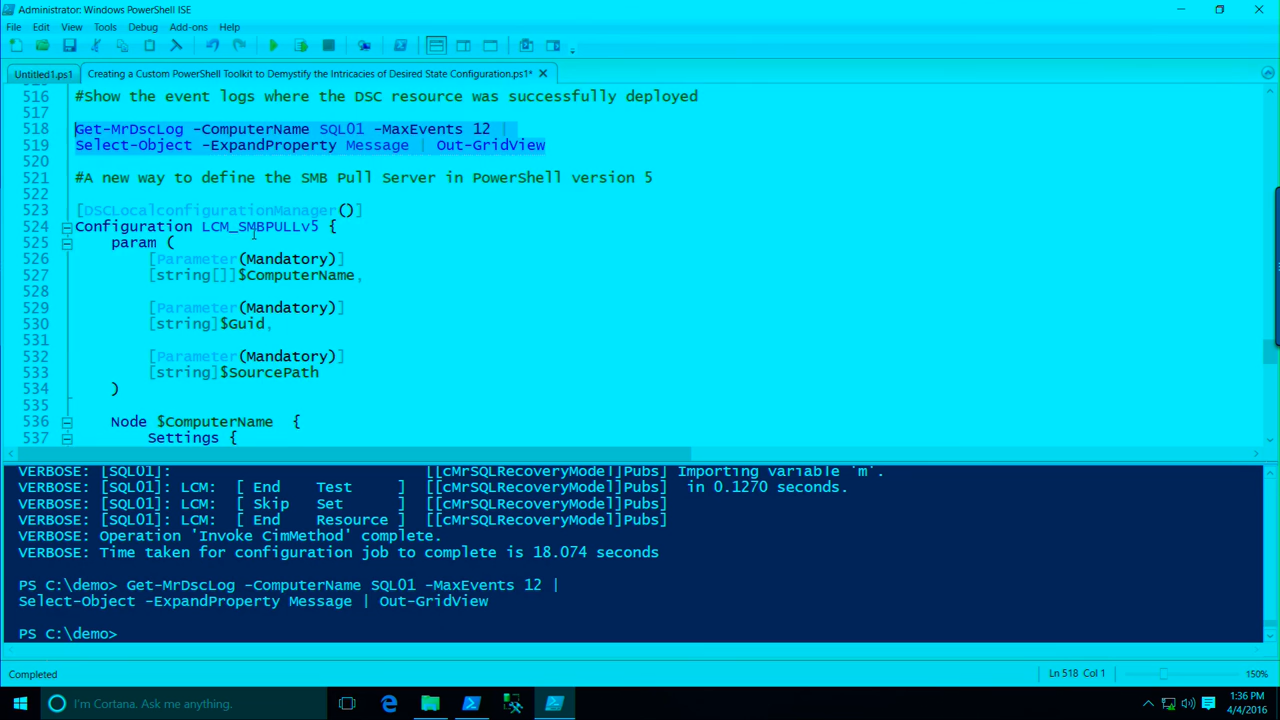 Administrator: Windows PowerShell ISE
File Edit View Tools Debug Add-ons Help
Untitled1.ps1 Creating a Custom PowerShell Toolkit to Demystify the Intricacies of Desired State Configuration.ps1*
516 #Show the event logs where the DSC resource was successfully deployed
517
518 Get-MrDscLog -ComputerName SQL01 -MaxEvents 12 |
519 Select-Object -ExpandProperty Message | Out-GridView
520
521 #A new way to define the SMB Pull Server in PowerShell version 5
522
523 [DSCLocalconfigurationManager()]
524 Configuration LCM_SMBPULLv5 {
525 param (
526 [Parameter(Mandatory)]
527 [string[]]$ComputerName,
528
529 [Parameter(Mandatory)]
530 [string]$Guid,
531
532 [Parameter(Mandatory)]
533 [string]$SourcePath
534 )
535
536 Node $ComputerName {
537 Settings {
VERBOSE: [SQL01]: [[cMrSQLRecoveryModel]Pubs] Importing variable 'm'.
VERBOSE: [SQL01]: LCM: [ End Test ] [[cMrSQLRecoveryModel]Pubs] in 0.1270 seconds.
VERBOSE: [SQL01]: LCM: [ Skip Set ] [[cMrSQLRecoveryModel]Pubs]
VERBOSE: [SQL01]: LCM: [ End Resource ] [[cMrSQLRecoveryModel]Pubs]
VERBOSE: Operation 'Invoke CimMethod' complete.
VERBOSE: Time taken for configuration job to complete is 18.074 seconds
PS C:\demo> Get-MrDscLog -ComputerName SQL01 -MaxEvents 12 |
Select-Object -ExpandProperty Message | Out-GridView
PS C:\demo>
Completed Ln 518 Col 1 150%
I'm Cortana. Ask me anything. 1:36 PM
4/4/2016